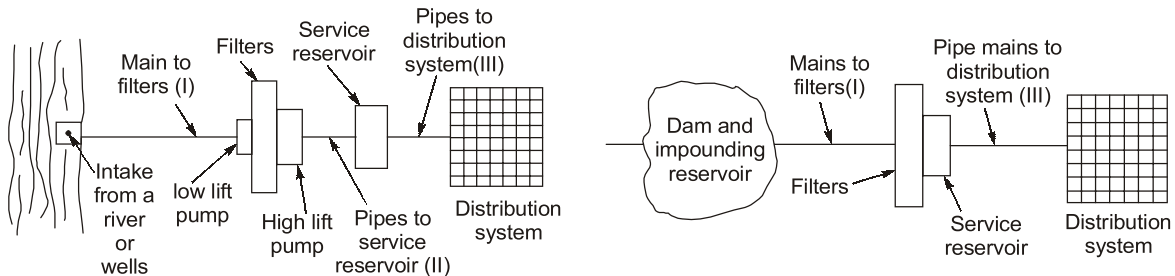 Main to
filters (I)
Filters
Service
reservoir
Pipes to
distribution
system(III)
Intake
from a
river
or
wells
low lift
pump
High lift
pump
Pipes to
service
reservoir (II)
Distribution
system
Dam and
impounding
reservoir
Mains to
filters(I)
Pipe mains to
distribution
system (III)
Filters
Service
reservoir
Distribution
system